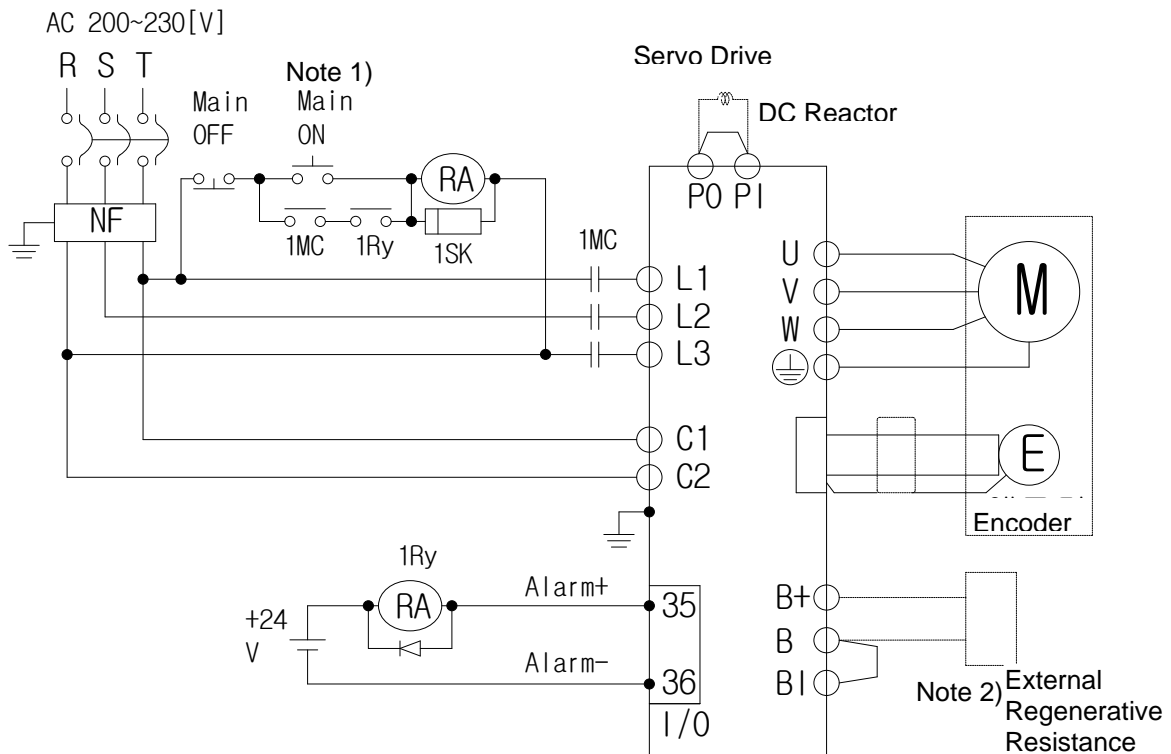 AC 200~230[V]
R S T
Main
OFF
Note 1)
Main
ON
RA
1MC 1Ry
1SK
NF
1MC
Servo Drive
DC Reactor
PO PI
L1
L2
L3
C1
C2
U
V
W
M
E
Encoder
1Ry
RA
+24
V
Alarm+
Alarm-
35
36
I/O
B+
B
BI
Note 2)
External
Regenerative
Resistance